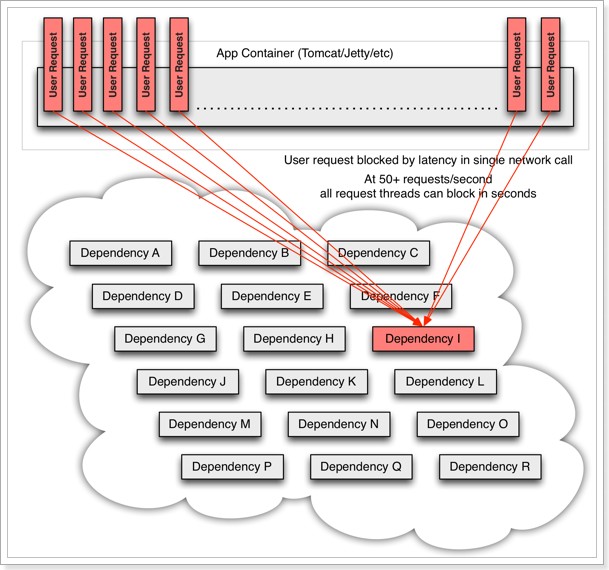 User Request
User Request
User Request
User Request
User Request
User Request
User Request
App Container (Tomcat/Jetty/etc)
User request blocked by latency in single network call
At 50+ requests/second
all request threads can block in seconds
Dependency A
Dependency B
Dependency C
Dependency D
Dependency E
Dependency F
Dependency G
Dependency H
Dependency I
Dependency J
Dependency K
Dependency L
Dependency M
Dependency N
Dependency O
Dependency P
Dependency Q
Dependency R